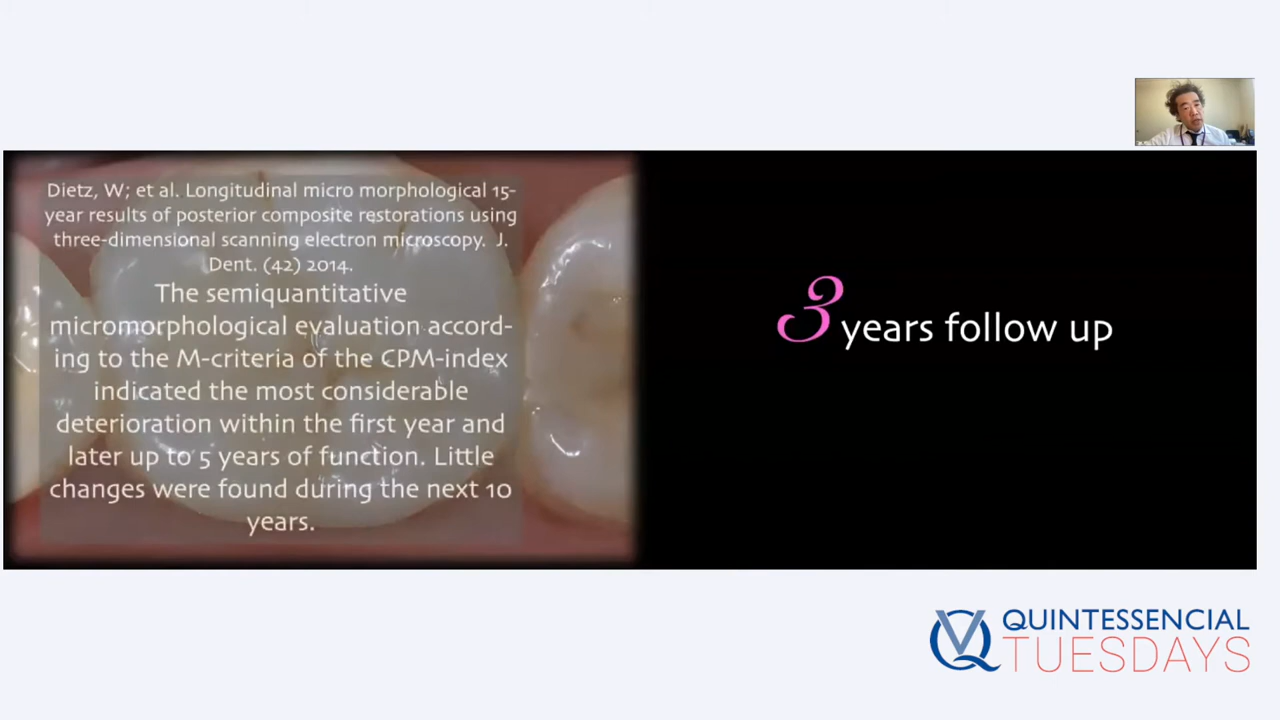 Dietz, W; et al. Longitudinal micro morphological 15-
year results of posterior composite restorations using
three-dimensional scanning electron microscopy. J.
Dent. (42) 2014.
The semiquantitative
micromorphological evaluation accord-
ing to the M-criteria of the CPM-index
indicated the most considerable
deterioration within the first year and
later up to 5 years of function. Little
changes were found during the next 10
years.
3 years follow up
QUINTESSENCIAL
TUESDAYS